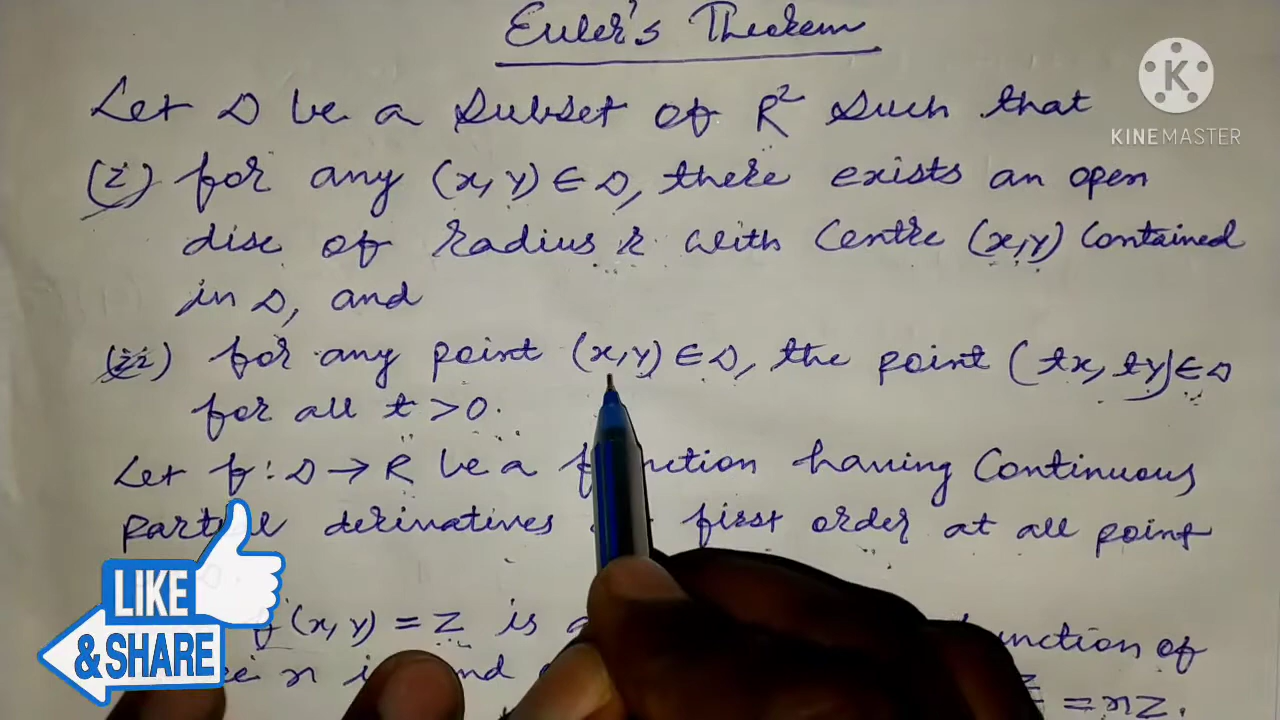 Euler's Theorem
KINEMASTER
Let D be a subset of R² such that
(i) for any (x, y) ∈ D, there exists an open
disc of radius r with centre (x, y) contained
in D, and
(ii) for any point (x, y) ∈ D, the point (tx, ty) ∈ D
for all t > 0.
Let f : D → R be a function having continuous
derivatives first order at all point
f(x, y) = z is function of
n = nz.
LIKE
& SHARE